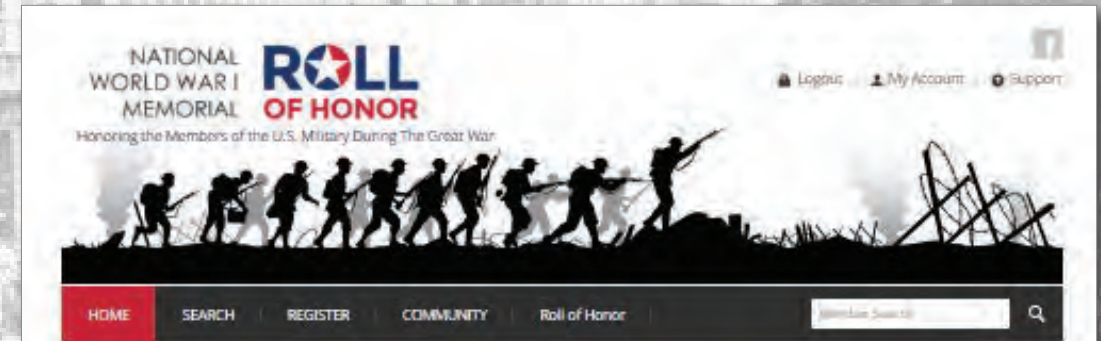 NATIONAL
WORLD WAR I
MEMORIAL
ROLL
OF HONOR
Honoring the Members of the U.S. Military During The Great War
Logout My Account Support
HOME SEARCH REGISTER COMMUNITY Roll of Honor Member Search